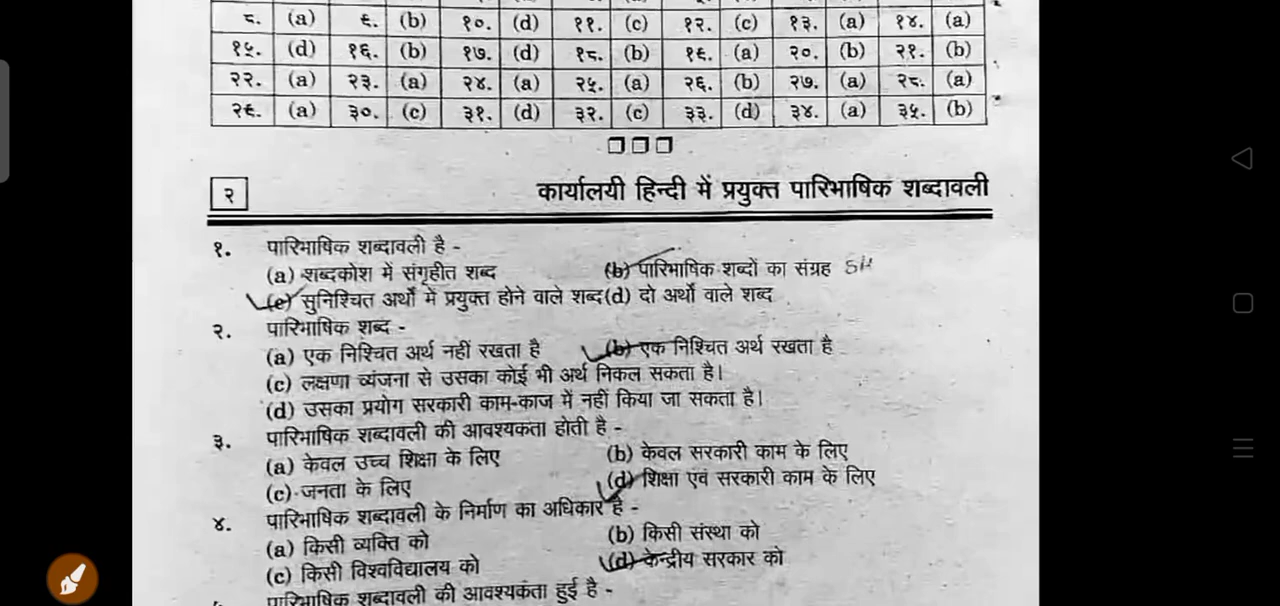 ८. (a) ९. (b) १०. (d) ११. (c) १२. (c) १३. (a) १४. (a)
१५. (d) १६. (b) १७. (d) १८. (b) १९. (a) २०. (b) २१. (b)
२२. (a) २३. (a) २४. (a) २५. (a) २६. (b) २७. (a) २८. (a)
२९. (a) ३०. (c) ३१. (d) ३२. (c) ३३. (d) ३४. (a) ३५. (b)
२ कार्यालयी हिन्दी में प्रयुक्त पारिभाषिक शब्दावली
१. पारिभाषिक शब्दावली है -
(a) शब्दकोश में संगृहीत शब्द (b) पारिभाषिक शब्दों का संग्रह
(c) सुनिश्चित अर्थों में प्रयुक्त होने वाले शब्द (d) दो अर्थों वाले शब्द
२. पारिभाषिक शब्द -
(a) एक निश्चित अर्थ नहीं रखता है (b) एक निश्चित अर्थ रखता है
(c) लक्षणा व्यंजना से उसका कोई भी अर्थ निकल सकता है।
(d) उसका प्रयोग सरकारी काम-काज में नहीं किया जा सकता है।
३. पारिभाषिक शब्दावली की आवश्यकता होती है -
(a) केवल उच्च शिक्षा के लिए (b) केवल सरकारी काम के लिए
(c) जनता के लिए (d) शिक्षा एवं सरकारी काम के लिए
४. पारिभाषिक शब्दावली के निर्माण का अधिकार है -
(a) किसी व्यक्ति को (b) किसी संस्था को
(c) किसी विश्वविद्यालय को (d) केन्द्रीय सरकार को
पारिभाषिक शब्दावली की आवश्यकता हुई है -